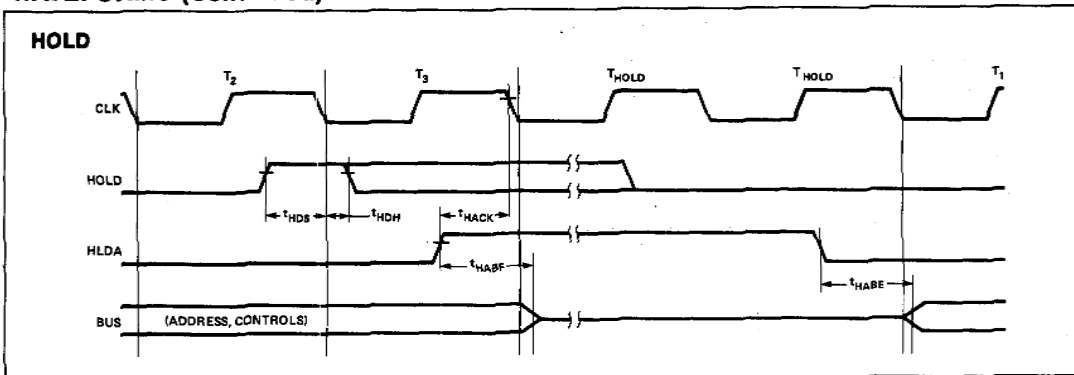 HOLD
T2 T3 THOLD THOLD T1
CLK
HOLD
tHDS tHDH tHACK
HLDA
tHABF tHABE
BUS (ADDRESS, CONTROLS)